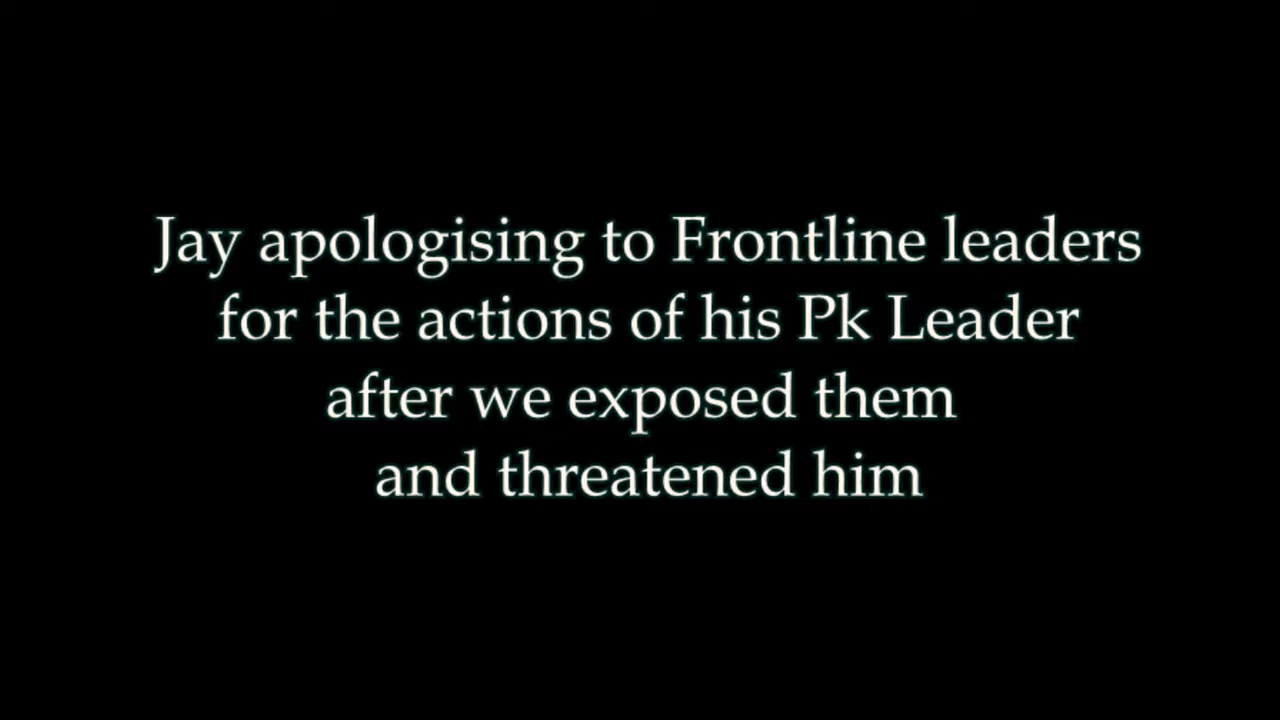 Jay apologising to Frontline leaders
for the actions of his Pk Leader
after we exposed them
and threatened him